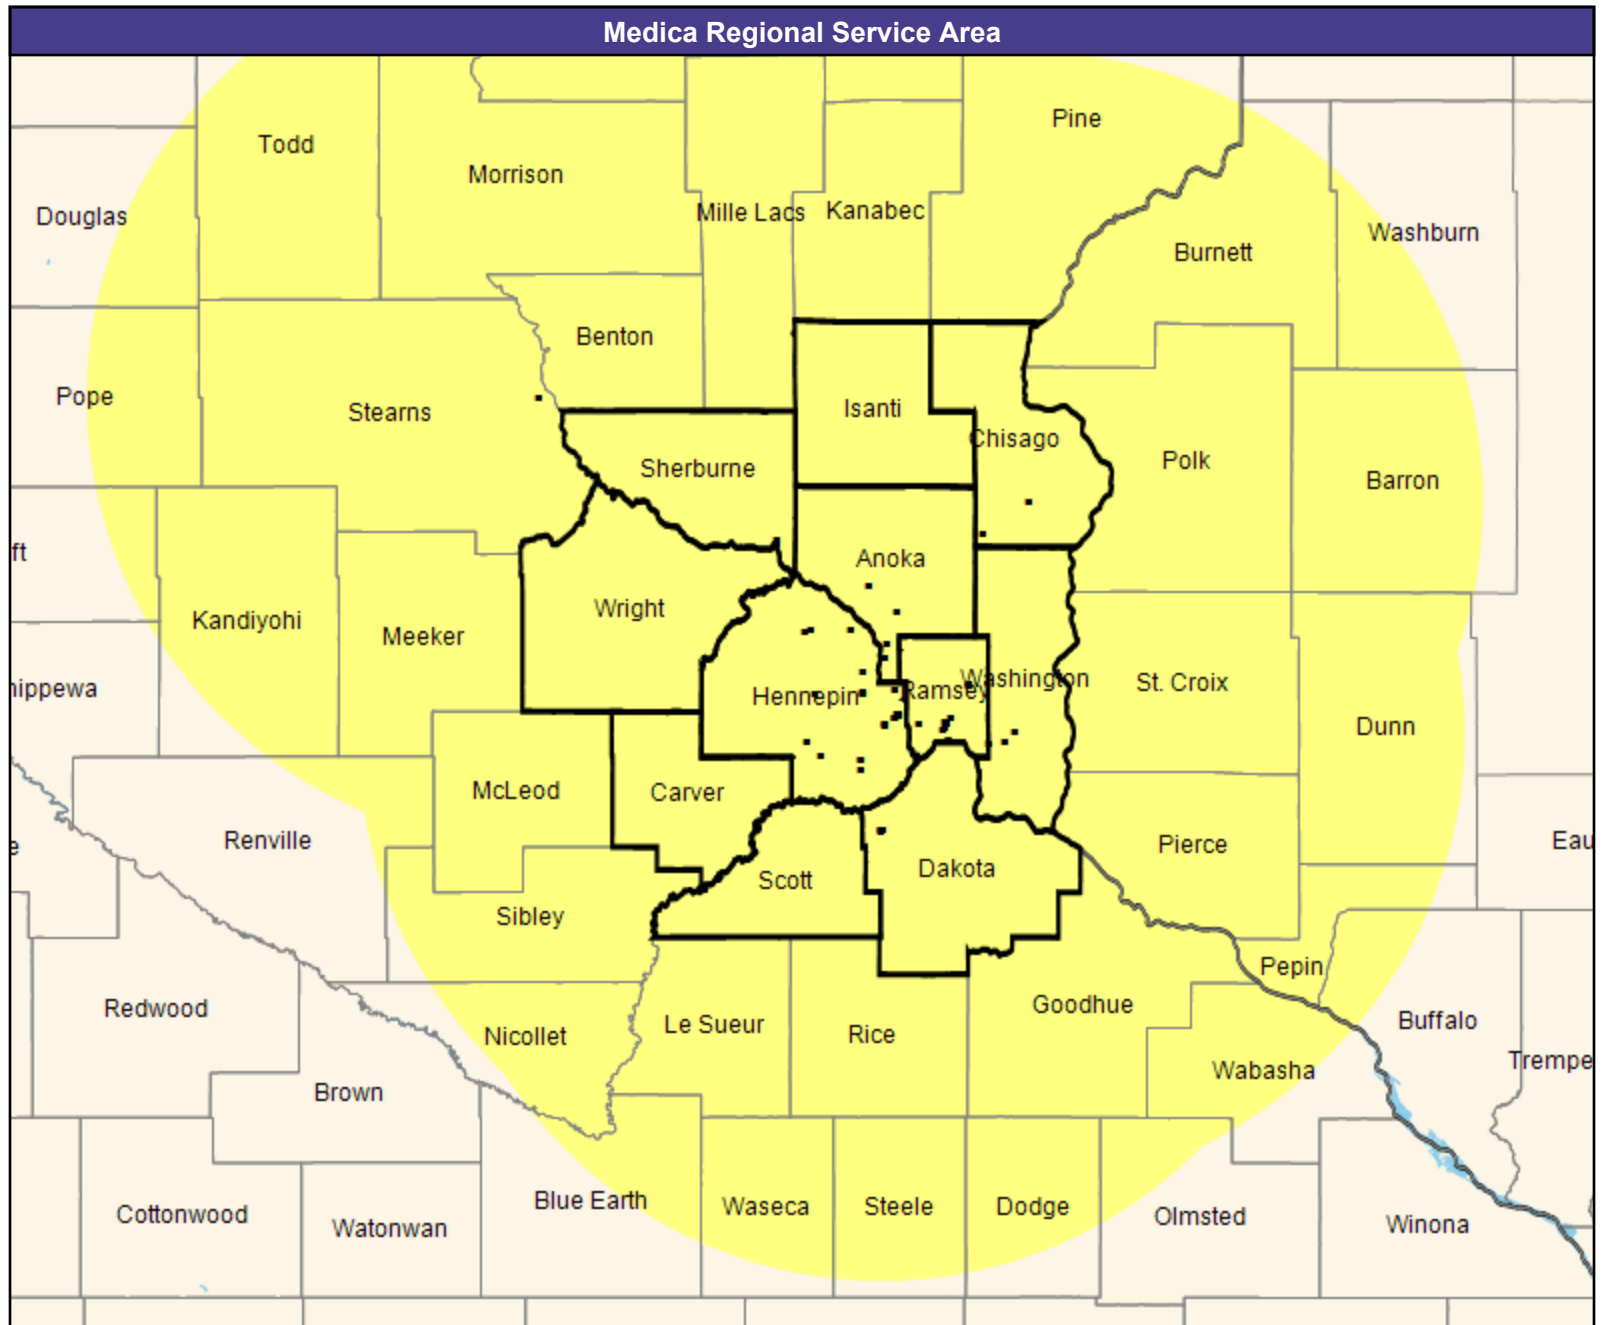 Medica Regional Service Area
Pine
Todd
Morrison
Mille Lacs
Kanabec
Douglas
Washburn
Burnett
Benton
Pope
Stearns
Isanti
Chisago
Sherburne
Polk
Barron
ft
Anoka
Wright
Kandiyohi
Meeker
Washington
St. Croix
hippewa
Hennepin
Ramsey
Dunn
McLeod
Carver
Renville
Eau
e
Pierce
Dakota
Scott
Sibley
Pepin
Redwood
Goodhue
Buffalo
Le Sueur
Rice
Nicollet
Trempe
Wabasha
Brown
Blue Earth
Waseca
Steele
Dodge
Cottonwood
Olmsted
Watonwan
Winona